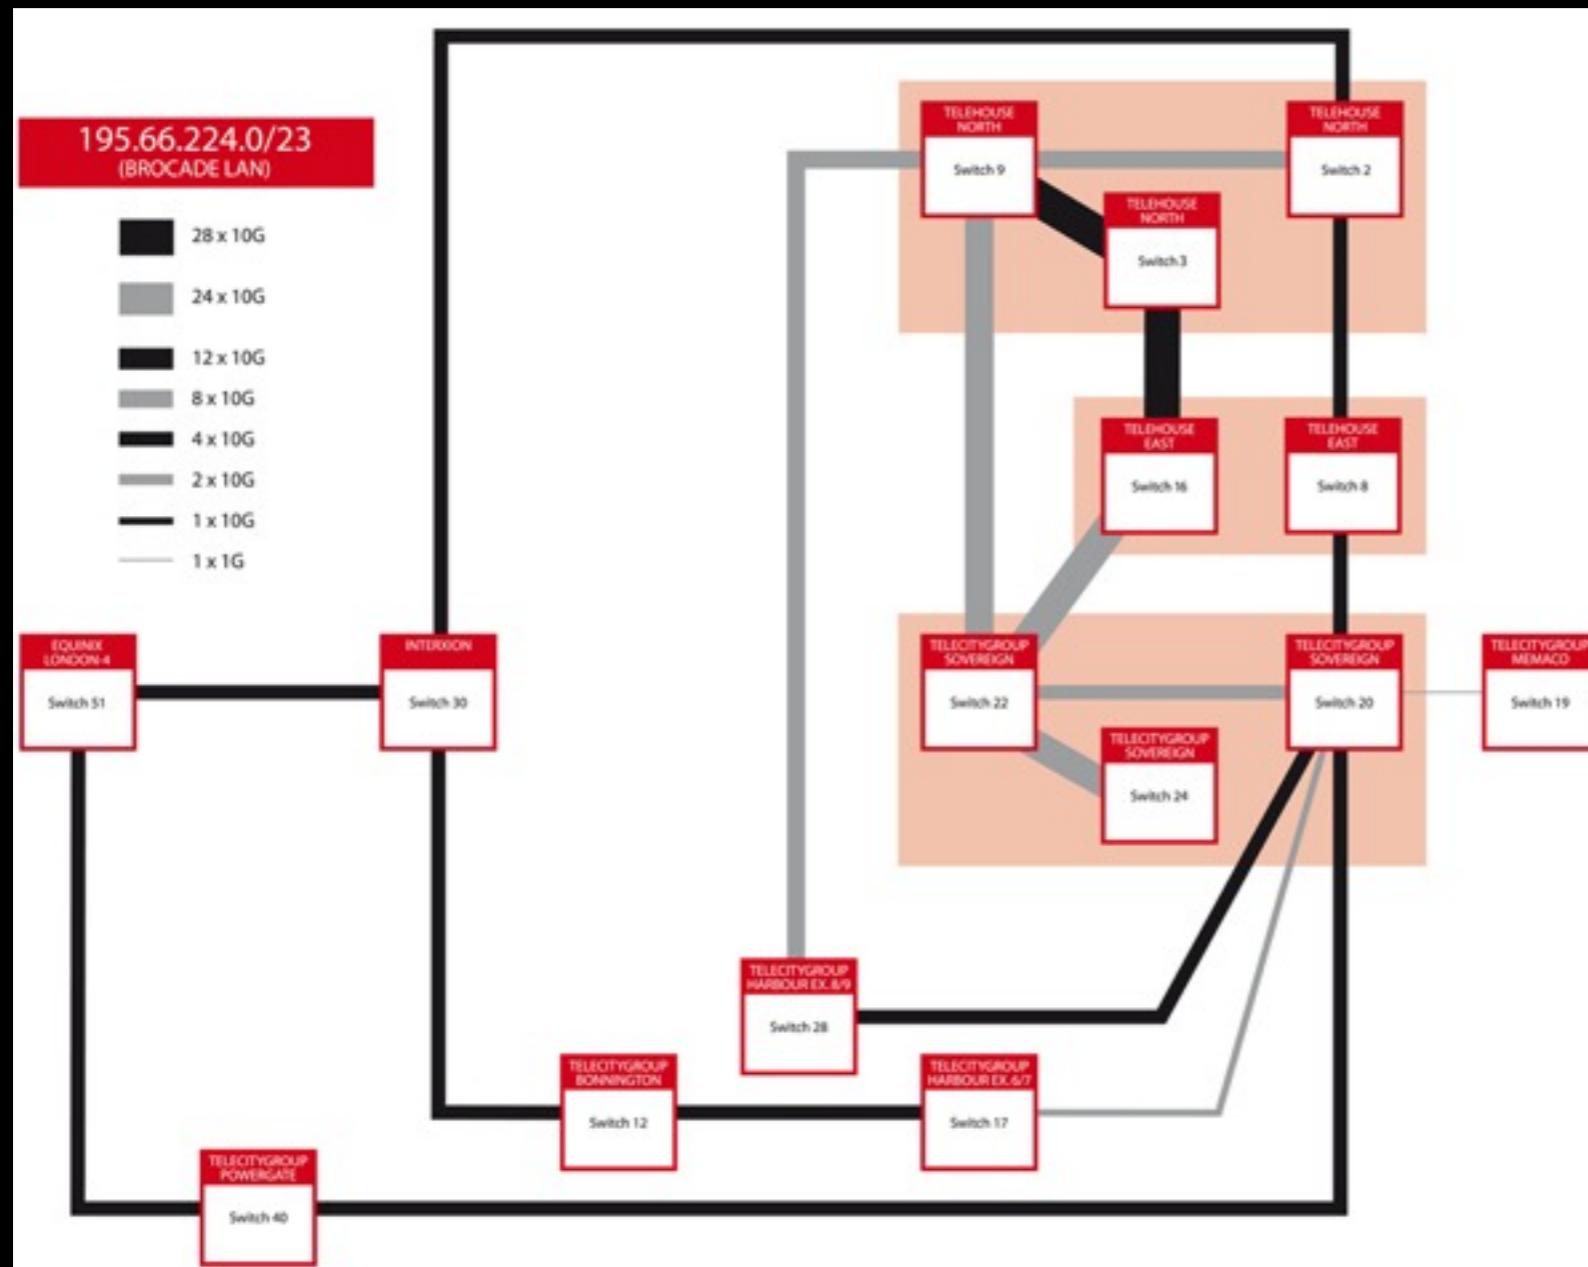 195.66.224.0/23
(BROCADE LAN)
28 x 10G
24 x 10G
12 x 10G
8 x 10G
4 x 10G
2 x 10G
1 x 10G
1 x 1G
TELEHOUSE
NORTH
Switch 9
TELEHOUSE
NORTH
Switch 2
TELEHOUSE
NORTH
Switch 3
TELEHOUSE
EAST
Switch 16
TELEHOUSE
EAST
Switch 8
EQUINIX
LONDON-4
Switch 51
INTERXION
Switch 30
TELECITYGROUP
SOVEREIGN
Switch 22
TELECITYGROUP
SOVEREIGN
Switch 20
TELECITYGROUP
MEMACO
Switch 19
TELECITYGROUP
SOVEREIGN
Switch 24
TELECITYGROUP
HARBOUR EX.8/9
Switch 28
TELECITYGROUP
BONNINGTON
Switch 12
TELECITYGROUP
HARBOUR EX.6/7
Switch 17
TELECITYGROUP
POWERGATE
Switch 40